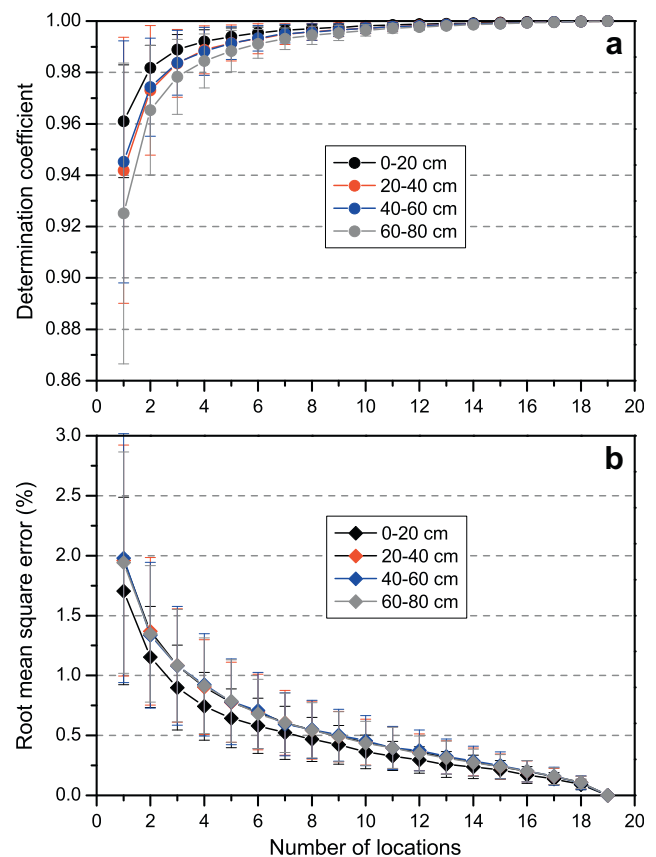 a
Determination coefficient
1.00
0.98
0.96
0.94
0.92
0.90
0.88
0.86
0-20 cm
20-40 cm
40-60 cm
60-80 cm
0 2 4 6 8 10 12 14 16 18 20
b
Root mean square error (%)
3.0
2.5
2.0
1.5
1.0
0.5
0.0
0-20 cm
20-40 cm
40-60 cm
60-80 cm
0 2 4 6 8 10 12 14 16 18 20
Number of locations